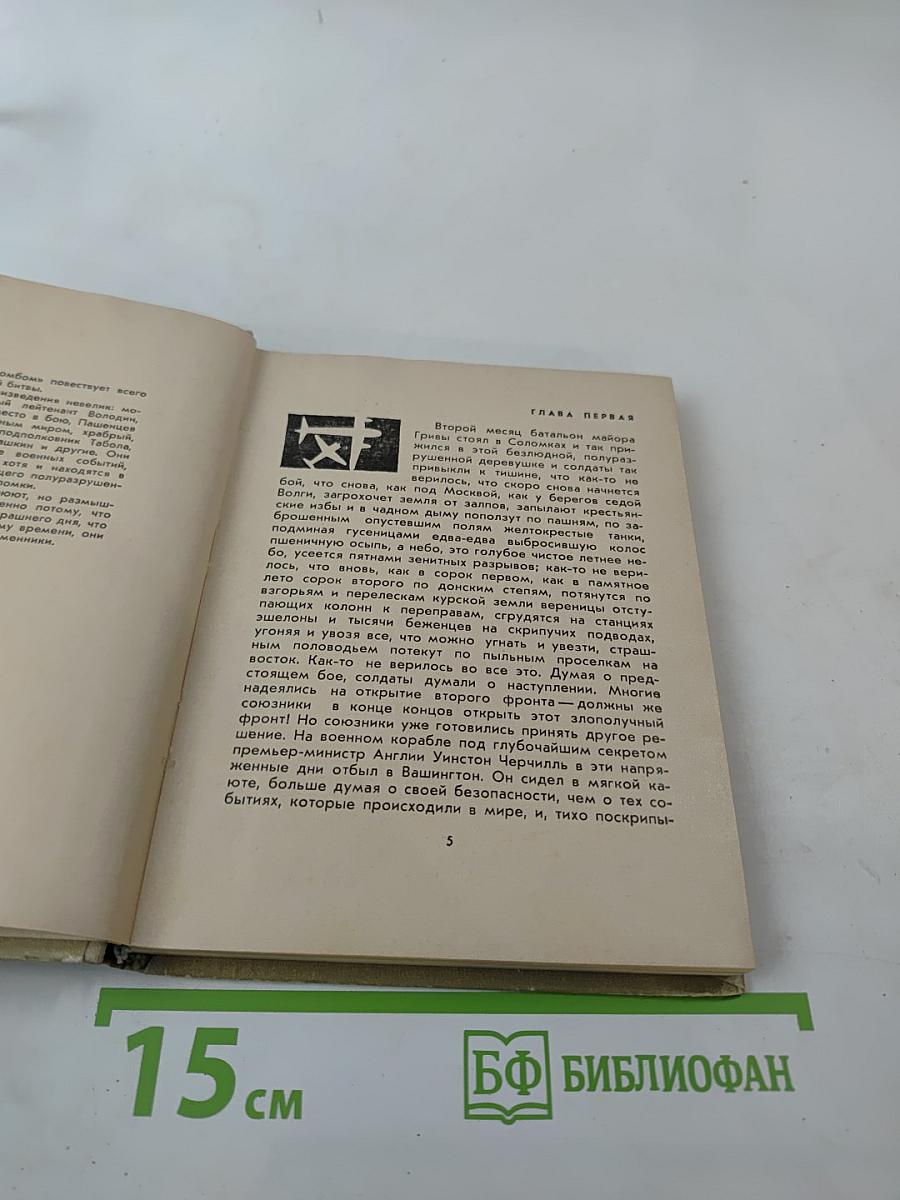 омбом» повествует всего
й битвы.
изведения невелик: мо-
ый лейтенант Володин,
есто в бою, Пашенцев
ным миром, храбрый,
подполковник Табола,
ашкин и другие. Они
е военных событий,
хотя и находятся в
щего полуразрушен-
ломки.
юют, но размыш-
енно потому, что
рашнего дня, что
му времени, они
менники.
ГЛАВА ПЕРВАЯ
Второй месяц батальон майора
Гривы стоял в Соломках и так при-
жился в этой безлюдной, полураз-
рушенной деревушке и солдаты так
привыкли к тишине, что как-то не
верилось, что скоро снова начнется
бой, что снова, как под Москвой, как у берегов седой
Волги, загрохочет земля от залпов, запылают крестьян-
ские избы и в чадном дыму поползут по пашням, по за-
брошенным опустевшим полям желтокрестые танки,
подминая гусеницами едва-едва выбросившую колос
пшеничную осыпь, а небо, это голубое чистое летнее не-
бо, усеется пятнами зенитных разрывов; как-то не вери-
лось, что вновь, как в сорок первом, как в памятное
лето сорок второго по донским степям, потянутся по
взгорьям и перелескам курской земли вереницы отсту-
пающих колонн к переправам, сгрудятся на станциях
эшелоны и тысячи беженцев на скрипучих подводах,
угоняя и увозя все, что можно угнать и увезти, страш-
ным половодьем потекут по пыльным проселкам на
восток. Как-то не верилось во все это. Думая о пред-
стоящем бое, солдаты думали о наступлении. Многие
надеялись на открытие второго фронта — должны же
союзники в конце концов открыть этот злополучный
фронт! Но союзники уже готовились принять другое ре-
шение. На военном корабле под глубочайшим секретом
премьер-министр Англии Уинстон Черчилль в эти напря-
женные дни отбыл в Вашингтон. Он сидел в мягкой ка-
юте, больше думая о своей безопасности, чем о тех со-
бытиях, которые происходили в мире, и, тихо поскрипы-
5
15 см
БФ БИБЛИОФАН